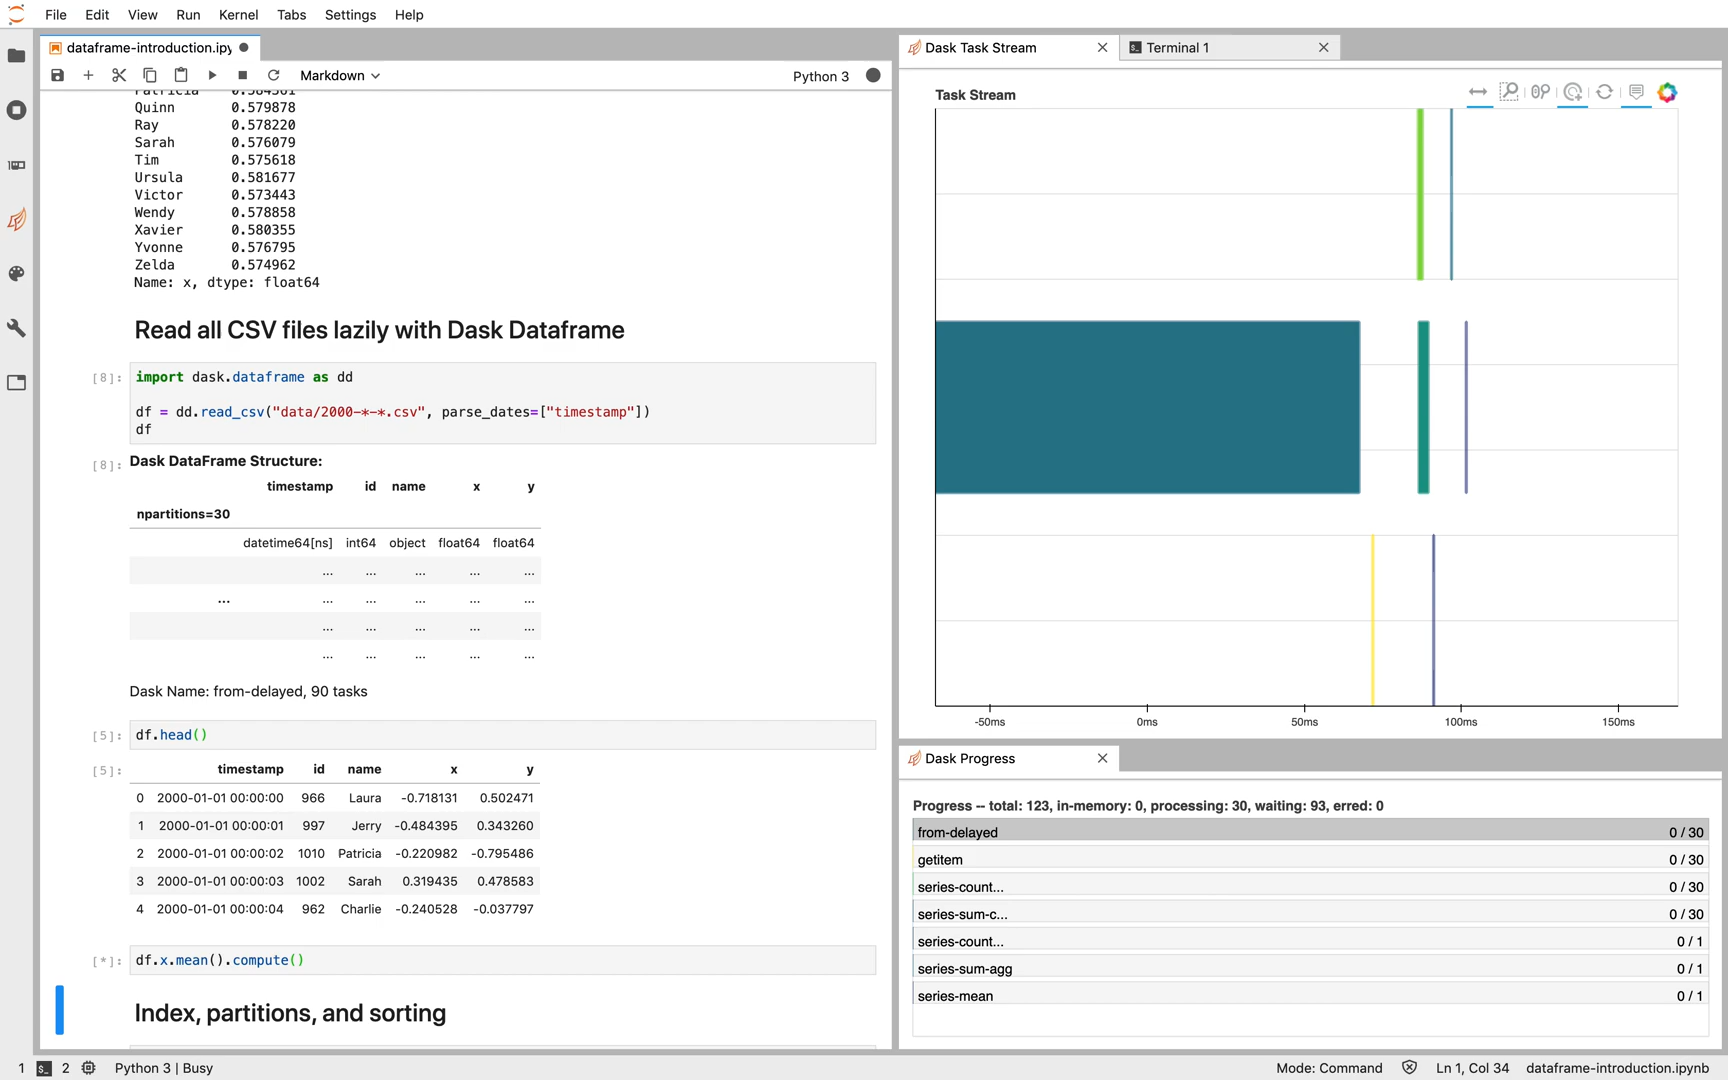 File Edit View Run Kernel Tabs Settings Help
dataframe-introduction.ipy
Markdown
Python 3
Patricia 0.584501
Quinn 0.579878
Ray 0.578220
Sarah 0.576079
Tim 0.575618
Ursula 0.581677
Victor 0.573443
Wendy 0.578858
Xavier 0.580355
Yvonne 0.576795
Zelda 0.574962
Name: x, dtype: float64
Read all CSV files lazily with Dask Dataframe
[8]: import dask.dataframe as dd
df = dd.read_csv("data/2000-*-*.csv", parse_dates=["timestamp"])
df
[8]: Dask DataFrame Structure:
timestamp id name x y
npartitions=30
datetime64[ns] int64 object float64 float64
... ... ... ... ...
... ... ... ... ... ...
... ... ... ... ...
... ... ... ... ...
Dask Name: from-delayed, 90 tasks
[5]: df.head()
[5]: timestamp id name x y
0 2000-01-01 00:00:00 966 Laura -0.718131 0.502471
1 2000-01-01 00:00:01 997 Jerry -0.484395 0.343260
2 2000-01-01 00:00:02 1010 Patricia -0.220982 -0.795486
3 2000-01-01 00:00:03 1002 Sarah 0.319435 0.478583
4 2000-01-01 00:00:04 962 Charlie -0.240528 -0.037797
[*]: df.x.mean().compute()
Index, partitions, and sorting
Dask Task Stream
Terminal 1
Task Stream
-50ms 0ms 50ms 100ms 150ms
Dask Progress
Progress -- total: 123, in-memory: 0, processing: 30, waiting: 93, erred: 0
from-delayed 0 / 30
getitem 0 / 30
series-count... 0 / 30
series-sum-c... 0 / 30
series-count... 0 / 1
series-sum-agg 0 / 1
series-mean 0 / 1
1 2 Python 3 | Busy
Mode: Command Ln 1, Col 34 dataframe-introduction.ipynb